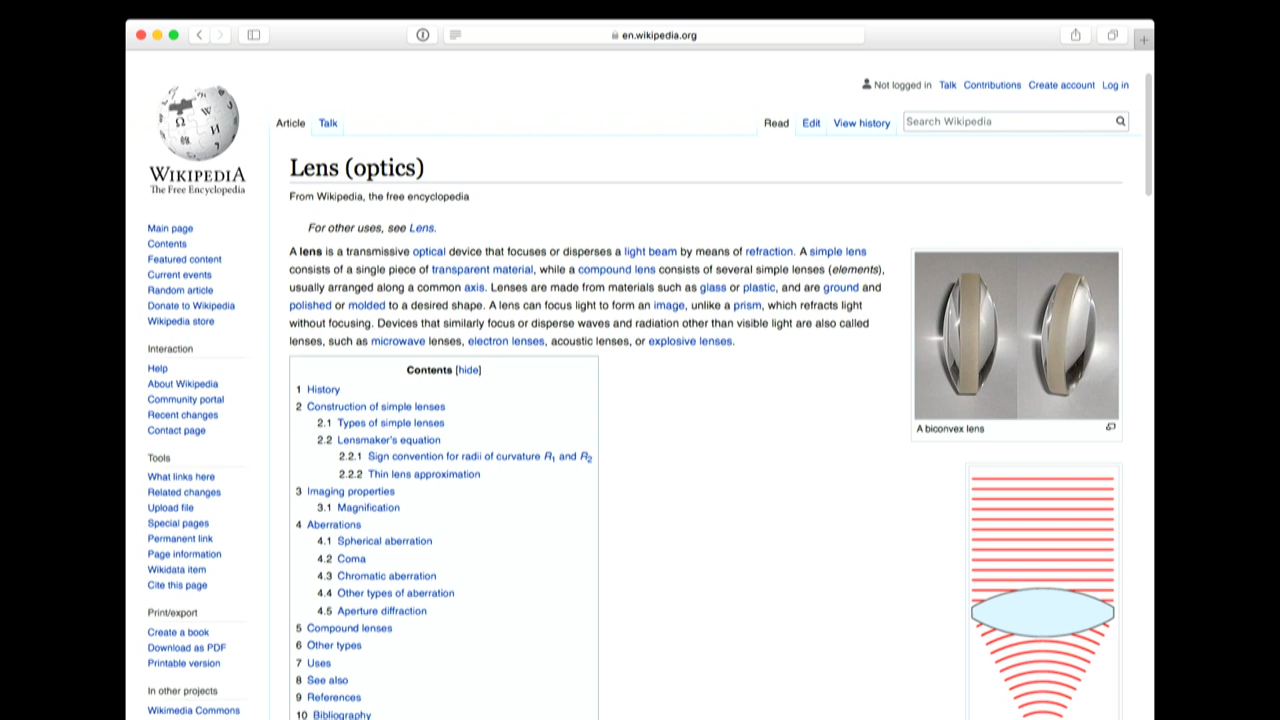 en.wikipedia.org
Not logged in Talk Contributions Create account Log in
Article Talk Read Edit View history Search Wikipedia
WIKIPEDIA
The Free Encyclopedia
Main page
Contents
Featured content
Current events
Random article
Donate to Wikipedia
Wikipedia store
Interaction
Help
About Wikipedia
Community portal
Recent changes
Contact page
Tools
What links here
Related changes
Upload file
Special pages
Permanent link
Page information
Wikidata item
Cite this page
Print/export
Create a book
Download as PDF
Printable version
In other projects
Wikimedia Commons
Lens (optics)
From Wikipedia, the free encyclopedia
For other uses, see Lens.
A lens is a transmissive optical device that focuses or disperses a light beam by means of refraction. A simple lens
consists of a single piece of transparent material, while a compound lens consists of several simple lenses (elements),
usually arranged along a common axis. Lenses are made from materials such as glass or plastic, and are ground and
polished or molded to a desired shape. A lens can focus light to form an image, unlike a prism, which refracts light
without focusing. Devices that similarly focus or disperse waves and radiation other than visible light are also called
lenses, such as microwave lenses, electron lenses, acoustic lenses, or explosive lenses.
Contents [hide]
1 History
2 Construction of simple lenses
2.1 Types of simple lenses
2.2 Lensmaker's equation
2.2.1 Sign convention for radii of curvature R1 and R2
2.2.2 Thin lens approximation
3 Imaging properties
3.1 Magnification
4 Aberrations
4.1 Spherical aberration
4.2 Coma
4.3 Chromatic aberration
4.4 Other types of aberration
4.5 Aperture diffraction
5 Compound lenses
6 Other types
7 Uses
8 See also
9 References
10 Bibliography
A biconvex lens